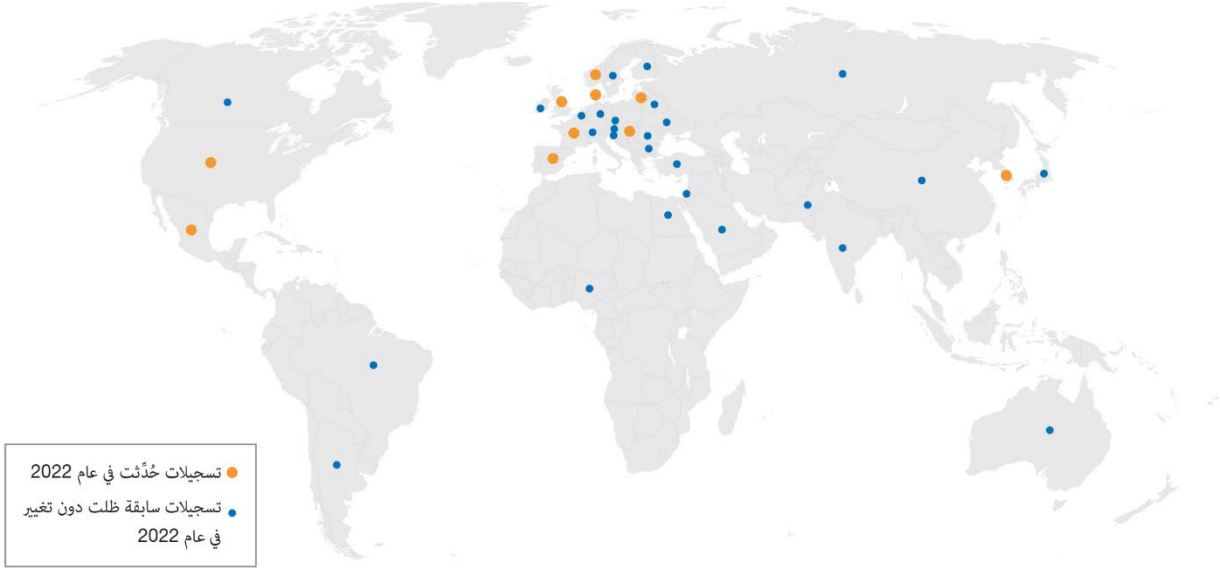 تسجيلات حُدِّثت في عام 2022
تسجيلات سابقة ظلت دون تغيير
في عام 2022